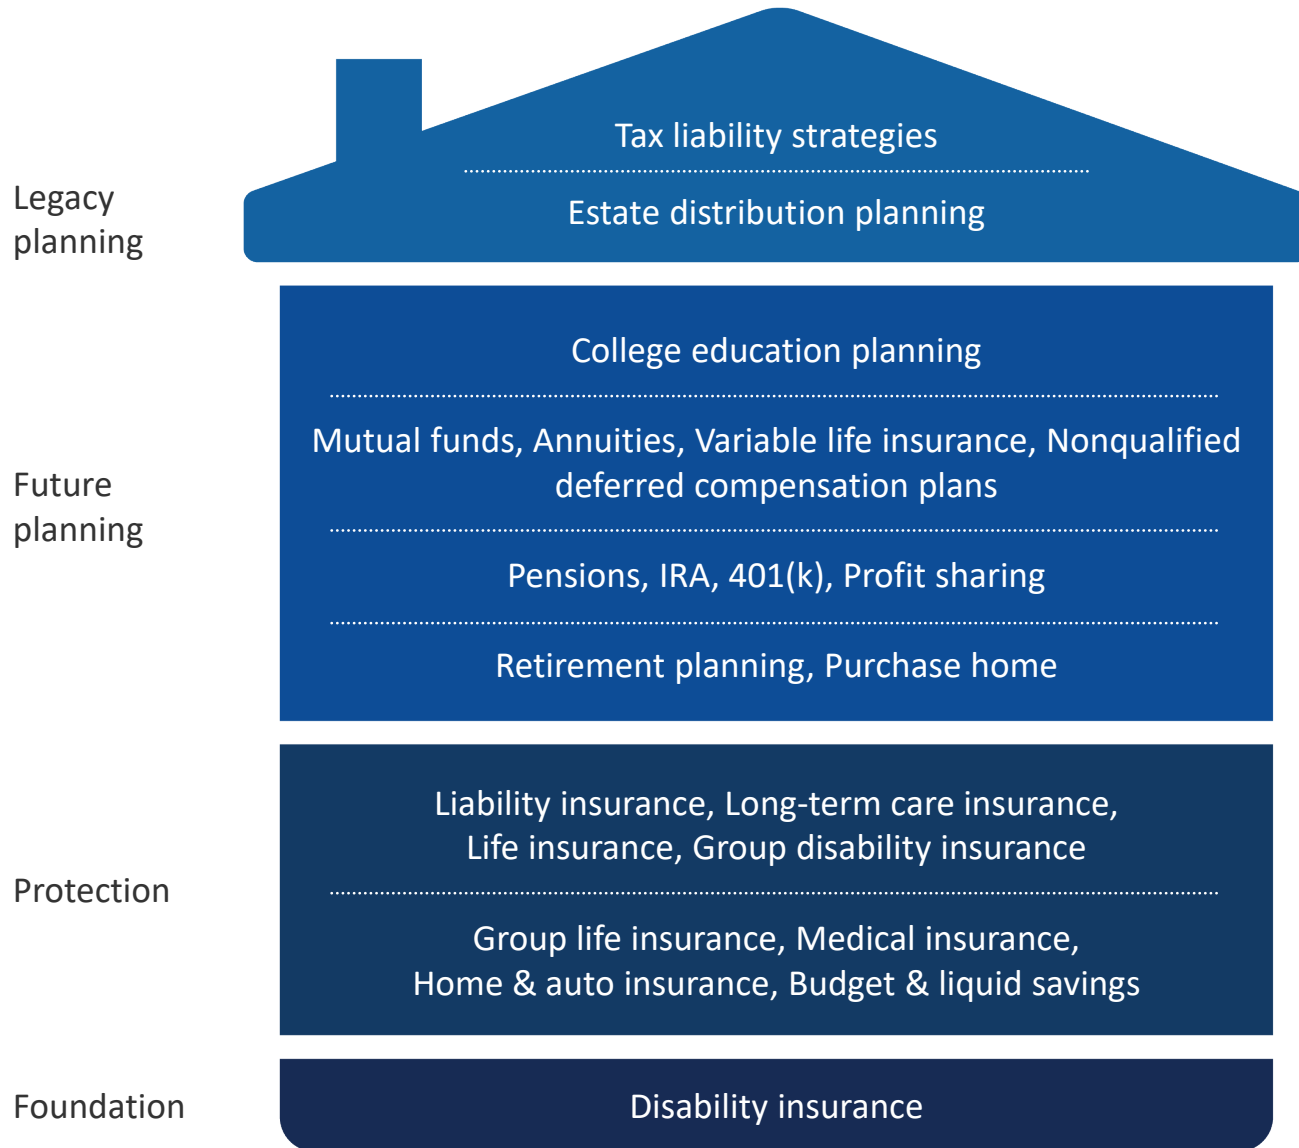 Legacy
planning
Tax liability strategies
Estate distribution planning
Future
planning
College education planning
Mutual funds, Annuities, Variable life insurance, Nonqualified
deferred compensation plans
Pensions, IRA, 401(k), Profit sharing
Retirement planning, Purchase home
Protection
Liability insurance, Long-term care insurance,
Life insurance, Group disability insurance
Group life insurance, Medical insurance,
Home & auto insurance, Budget & liquid savings
Foundation
Disability insurance